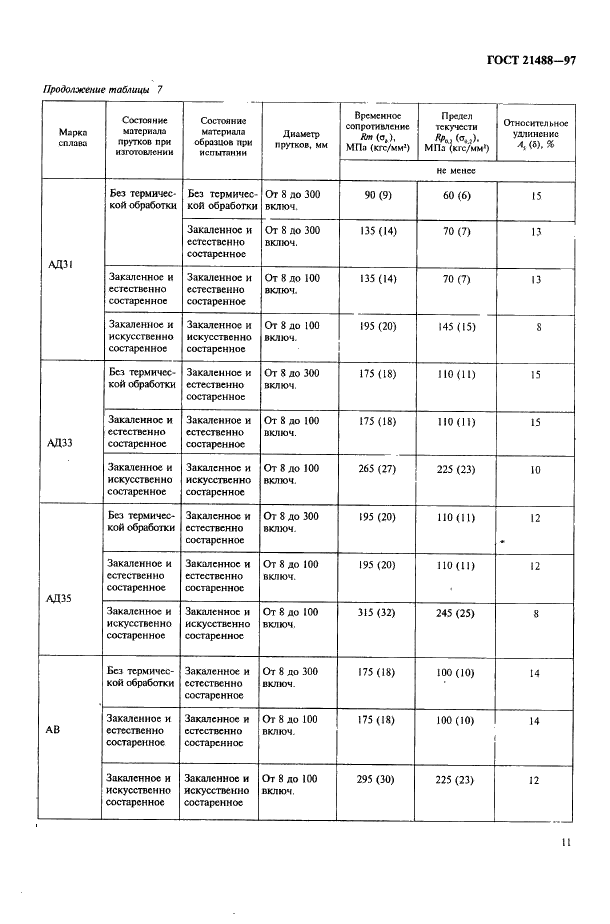 ГОСТ 21488—97
Продолжение таблицы 7
Марка сплава
Состояние материала прутков при изготовлении
Состояние материала образцов при испытании
Диаметр прутков, мм
Временное сопротивление Rm (σв), МПа (кгс/мм²)
Предел текучести Rp0,2 (σ0,2), МПа (кгс/мм²)
Относительное удлинение A5 (δ), %
не менее
АД31
Без термичес- Без термичес- От 8 до 300 90 (9) 60 (6) 15
кой обработки кой обработки включ.
Закаленное и От 8 до 300 135 (14) 70 (7) 13
естественно включ.
состаренное
Закаленное и Закаленное и От 8 до 100 135 (14) 70 (7) 13
естественно естественно включ.
состаренное состаренное
Закаленное и Закаленное и От 8 до 100 195 (20) 145 (15) 8
искусственно искусственно включ.
состаренное состаренное
АД33
Без термичес- Закаленное и От 8 до 300 175 (18) 110 (11) 15
кой обработки естественно включ.
состаренное
Закаленное и Закаленное и От 8 до 100 175 (18) 110 (11) 15
естественно естественно включ.
состаренное состаренное
Закаленное и Закаленное и От 8 до 100 265 (27) 225 (23) 10
искусственно искусственно включ.
состаренное состаренное
АД35
Без термичес- Закаленное и От 8 до 300 195 (20) 110 (11) 12
кой обработки естественно включ.
состаренное
Закаленное и Закаленное и От 8 до 100 195 (20) 110 (11) 12
естественно естественно включ.
состаренное состаренное
Закаленное и Закаленное и От 8 до 100 315 (32) 245 (25) 8
искусственно искусственно включ.
состаренное состаренное
АВ
Без термичес- Закаленное и От 8 до 300 175 (18) 100 (10) 14
кой обработки естественно включ.
состаренное
Закаленное и Закаленное и От 8 до 100 175 (18) 100 (10) 14
естественно естественно включ.
состаренное состаренное
Закаленное и Закаленное и От 8 до 100 295 (30) 225 (23) 12
искусственно искусственно включ.
состаренное состаренное
11